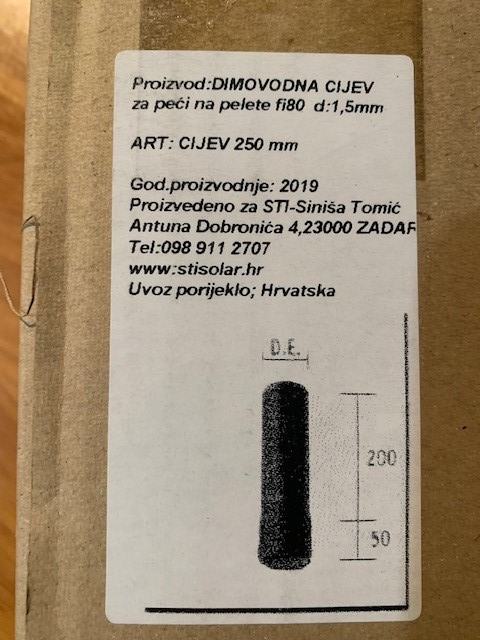 Proizvod:DIMOVODNA CIJEV
za peći na pelete fi80 d:1,5mm
ART: CIJEV 250 mm
God.proizvodnje: 2019
Proizvedeno za STI-Siniša Tomić
Antuna Dobronića 4,23000 ZADAR
Tel:098 911 2707
www:stisolar.hr
Uvoz porijeklo; Hrvatska
D.E.
200
50